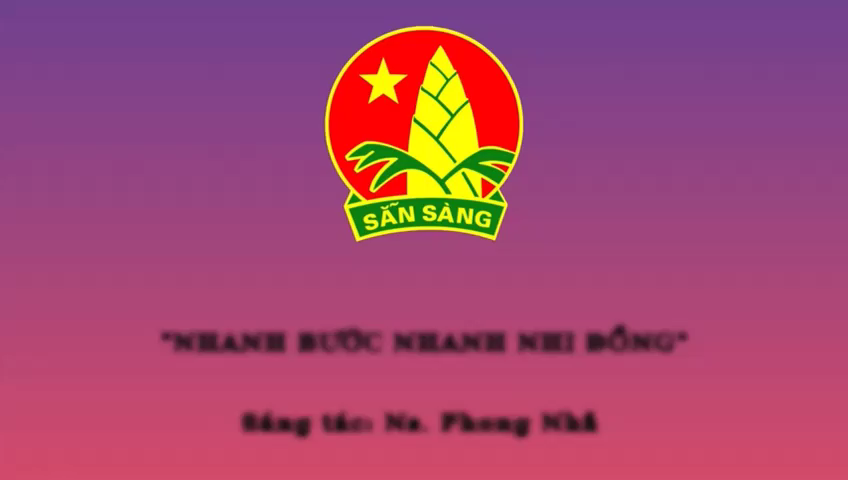 SẴN SÀNG
"NHANH BƯỚC NHANH NHI ĐỒNG"
Sáng tác: Ns. Phong Nhã